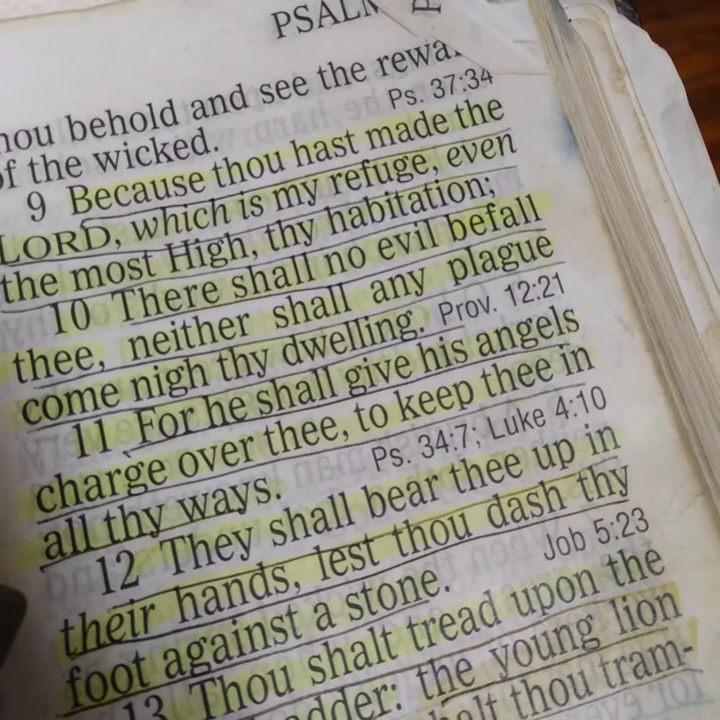 PSALM
hou behold and see the rewa
of the wicked. Ps. 37:34
9 Because thou hast made the
LORD, which is my refuge, even
the most High, thy habitation;
10 There shall no evil befall
thee, neither shall any plague
come nigh thy dwelling. Prov. 12:21
11 For he shall give his angels
charge over thee, to keep thee in
all thy ways. Ps. 34:7; Luke 4:10
12 They shall bear thee up in
their hands, lest thou dash thy
foot against a stone. Job 5:23
13 Thou shalt tread upon the
adder: the young lion
halt thou tram-